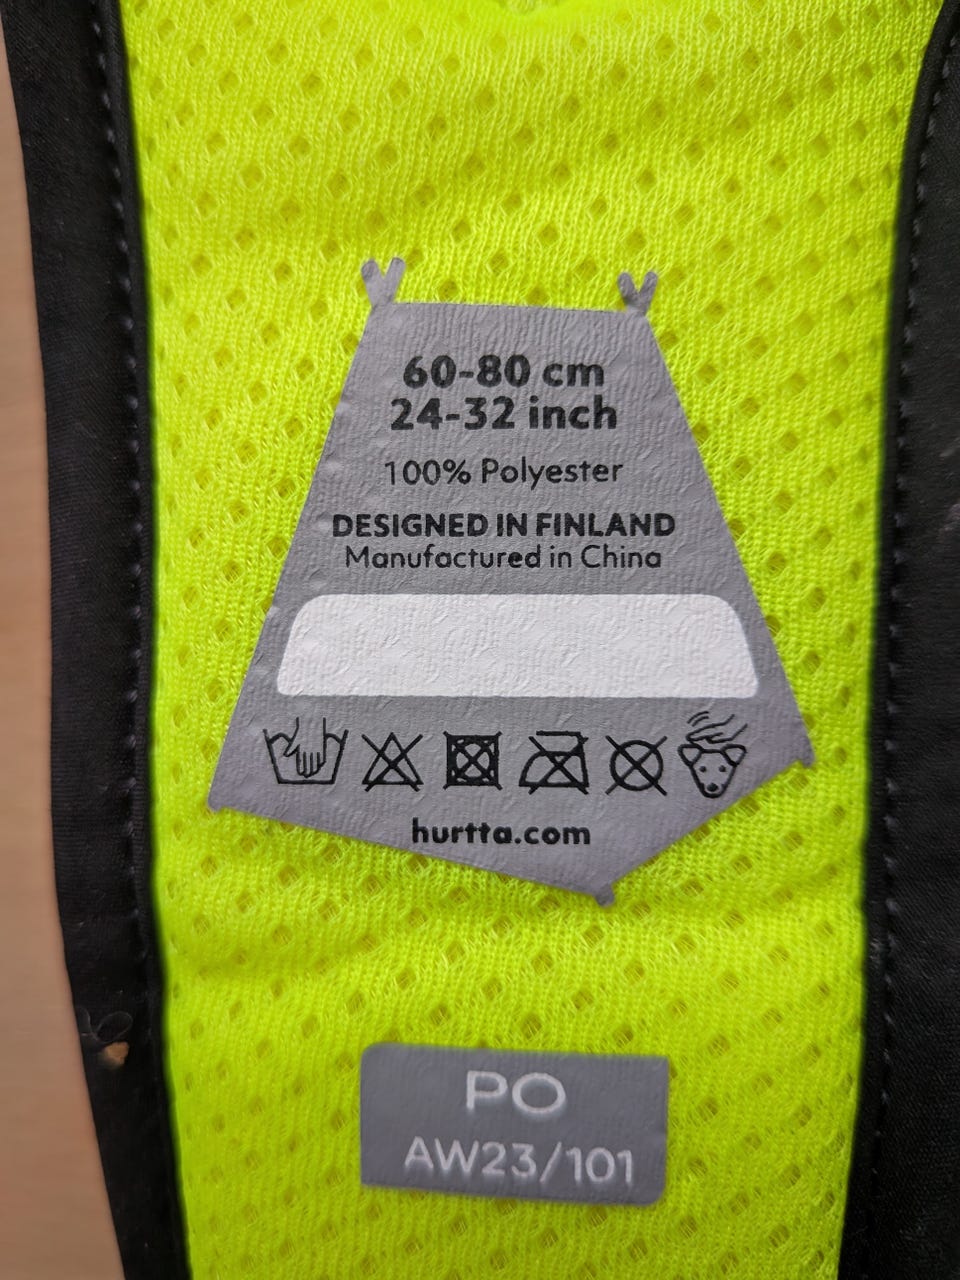 60-80 cm
24-32 inch
100% Polyester
DESIGNED IN FINLAND
Manufactured in China
hurtta.com
PO
AW23/101